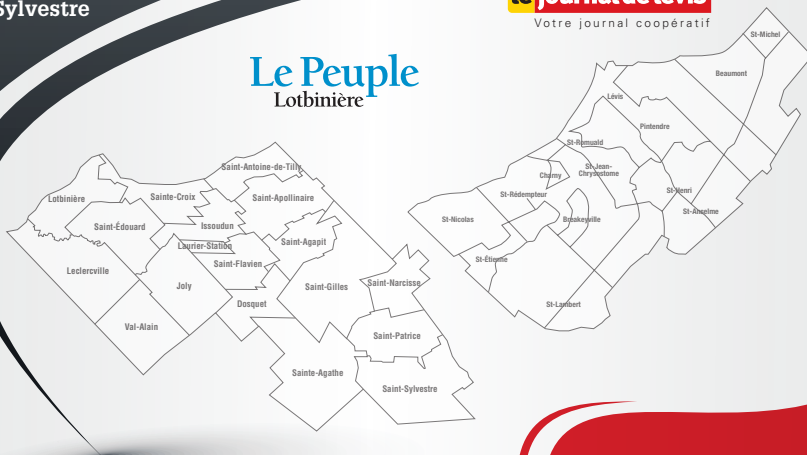 Sylvestre
le journal de lévis
Votre journal coopératif
Le Peuple
Lotbinière
Saint-Antoine-de-Tilly
Lotbinière
Sainte-Croix
Saint-Apollinaire
Saint-Édouard
Issoudun
Laurier-Station
Saint-Agapit
Leclercville
Saint-Flavien
Joly
Saint-Gilles
Saint-Narcisse
Dosquet
Val-Alain
Saint-Patrice
Sainte-Agathe
Saint-Sylvestre
St-Michel
Beaumont
Lévis
Pintendre
St-Romuald
St-Jean-
Chrysostome
Charny
St-Rédempteur
St-Henri
St-Nicolas
Breakeyville
St-Anselme
St-Étienne
St-Lambert